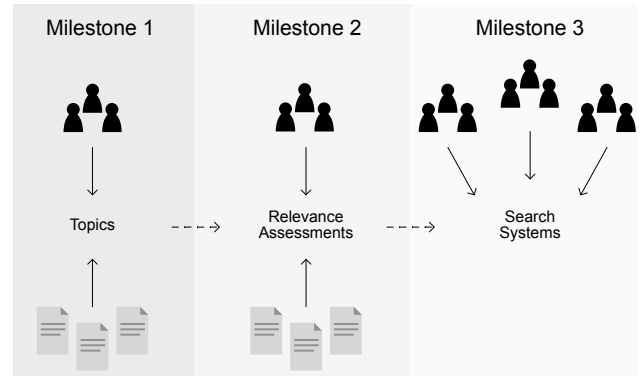 Milestone 1
Milestone 2
Milestone 3
Topics
Relevance
Assessments
Search
Systems